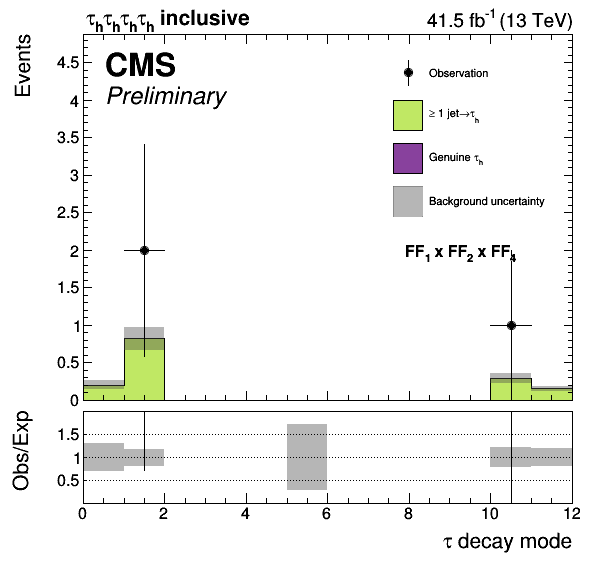 τhτhτhτh inclusive
41.5 fb⁻¹ (13 TeV)
Events
CMS
Preliminary
Observation
≥ 1 jet→τh
Genuine τh
Background uncertainty
FF₁ x FF₂ x FF₄
4.5
4
3.5
3
2.5
2
1.5
1
0.5
0
Obs/Exp
1.5
1
0.5
0 2 4 6 8 10 12
τ decay mode